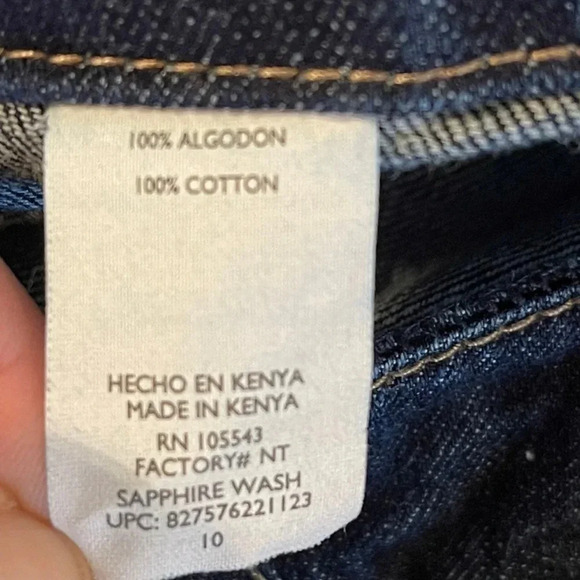 100% ALGODON
100% COTTON
HECHO EN KENYA
MADE IN KENYA
RN 105543
FACTORY# NT
SAPPHIRE WASH
UPC: 827576221123
10